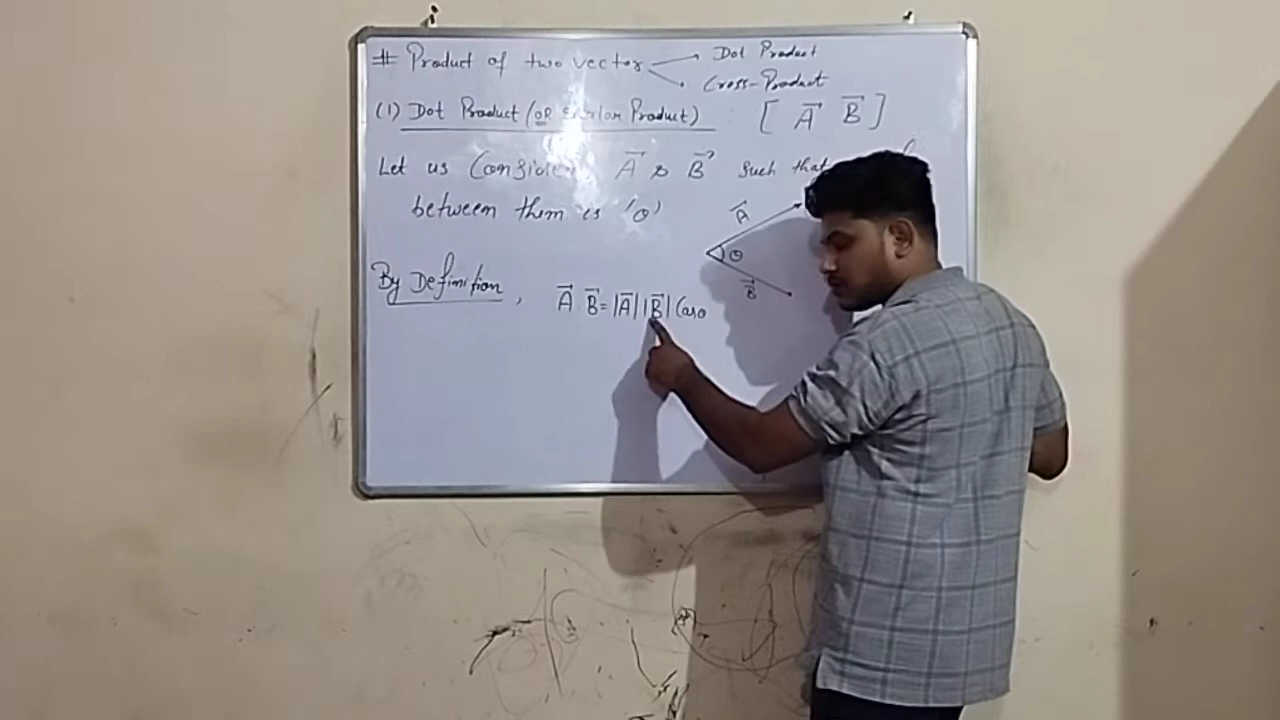 # Product of two vector → Dot Product
→ Cross-Product
(1) Dot Product (OR Scalar Product) [ A⃗ B⃗ ]
Let us Consider A⃗ & B⃗ such that
between them is 'θ'
A⃗
θ
B⃗
By Definition, A⃗ . B⃗ = |A⃗| |B⃗| Cosθ